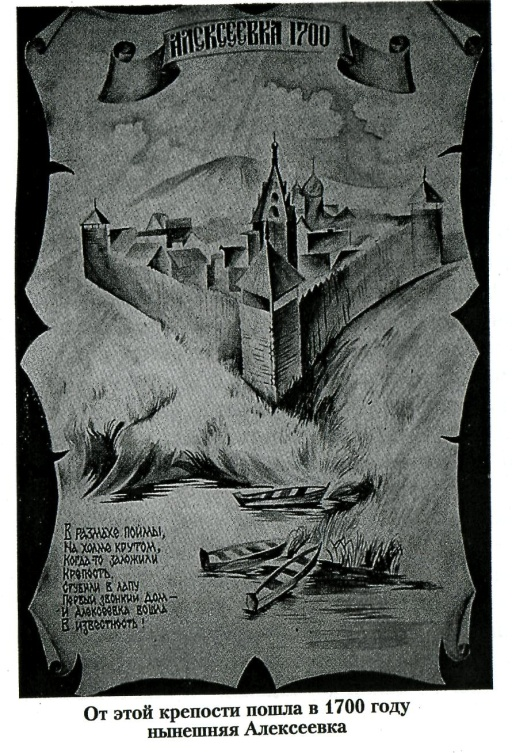 АЛЕКСЕЕВКА 1700
В размахе поймы,
На холме крутом,
Когда-то заложили
крепость,
Срубили в лапу
Первый звонкий дом—
И Алексеевка вошла
В известность!
От этой крепости пошла в 1700 году
нынешняя Алексеевка